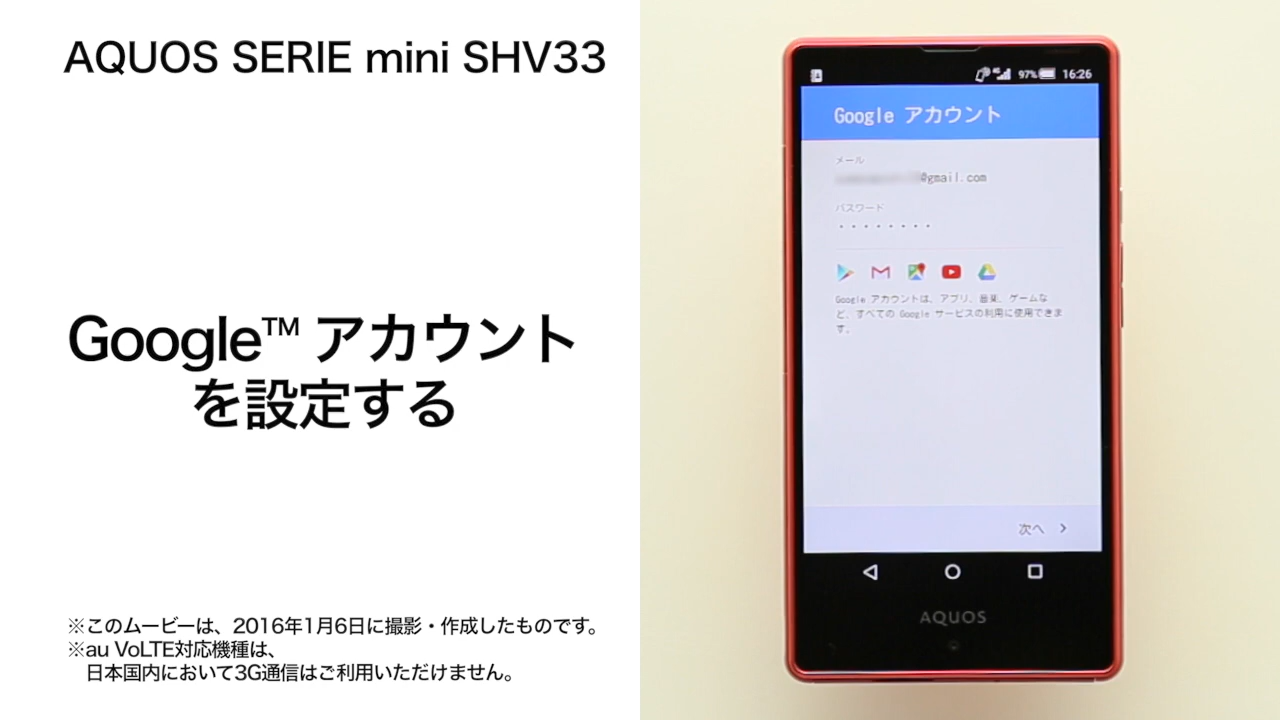 AQUOS SERIE mini SHV33
Google™ アカウント
を設定する
※このムービーは、2016年1月6日に撮影・作成したものです。
※au VoLTE対応機種は、
日本国内において3G通信はご利用いただけません。
4G 97% 16:26
Google アカウント
メール
@gmail.com
パスワード
••••••••
Google アカウントは、アプリ、音楽、ゲームな
ど、すべての Google サービスの利用に使用できま
す。
次へ >
AQUOS